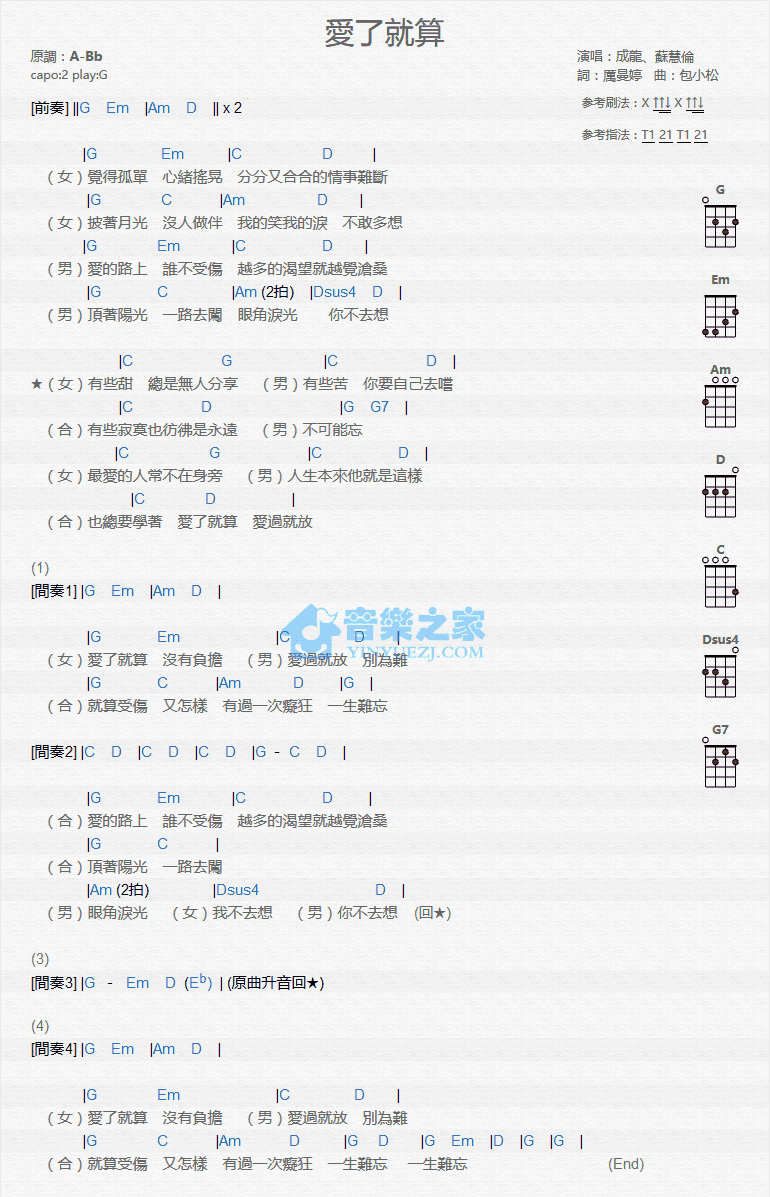 愛了就算
原調：A-Bb
演唱：成龍、蘇慧倫
capo:2 play:G
詞：厲曼婷 曲：包小松
参考刷法：X ↑↑↓ X ↑↑↓
参考指法：T1 21 T1 21
[前奏] ||G Em |Am D || x 2
|G Em |C D |
（女）覺得孤單 心緒搖晃 分分又合合的情事難斷
|G C |Am D |
（女）披著月光 沒人做伴 我的笑我的淚 不敢多想
|G Em |C D |
（男）愛的路上 誰不受傷 越多的渴望就越覺滄桑
|G C |Am (2拍) |Dsus4 D |
（男）頂著陽光 一路去闖 眼角淚光 你不去想
|C G |C D |
★（女）有些甜 總是無人分享 （男）有些苦 你要自己去嚐
|C D |G G7 |
（合）有些寂寞也彷彿是永遠 （男）不可能忘
|C G |C D |
（女）最愛的人常不在身旁 （男）人生本來他就是這樣
|C D |
（合）也總要學著 愛了就算 愛過就放
(1)
[間奏1] |G Em |Am D |
|G Em |C D |
（女）愛了就算 沒有負擔 （男）愛過就放 別為難
|G C |Am D |G |
（合）就算受傷 又怎樣 有過一次癡狂 一生難忘
[間奏2] |C D |C D |C D |G - C D |
|G Em |C D |
（合）愛的路上 誰不受傷 越多的渴望就越覺滄桑
|G C |
（合）頂著陽光 一路去闖
|Am (2拍) |Dsus4 D |
（男）眼角淚光 （女）我不去想 （男）你不去想 (回★)
(3)
[間奏3] |G - Em D (Eb) | (原曲升音回★)
(4)
[間奏4] |G Em |Am D |
|G Em |C D |
（女）愛了就算 沒有負擔 （男）愛過就放 別為難
|G C |Am D |G D |G Em |D |G |G |
（合）就算受傷 又怎樣 有過一次癡狂 一生難忘 一生難忘 (End)
G
Em
Am
D
C
Dsus4
G7
音樂之家
YINYUEZJ.COM